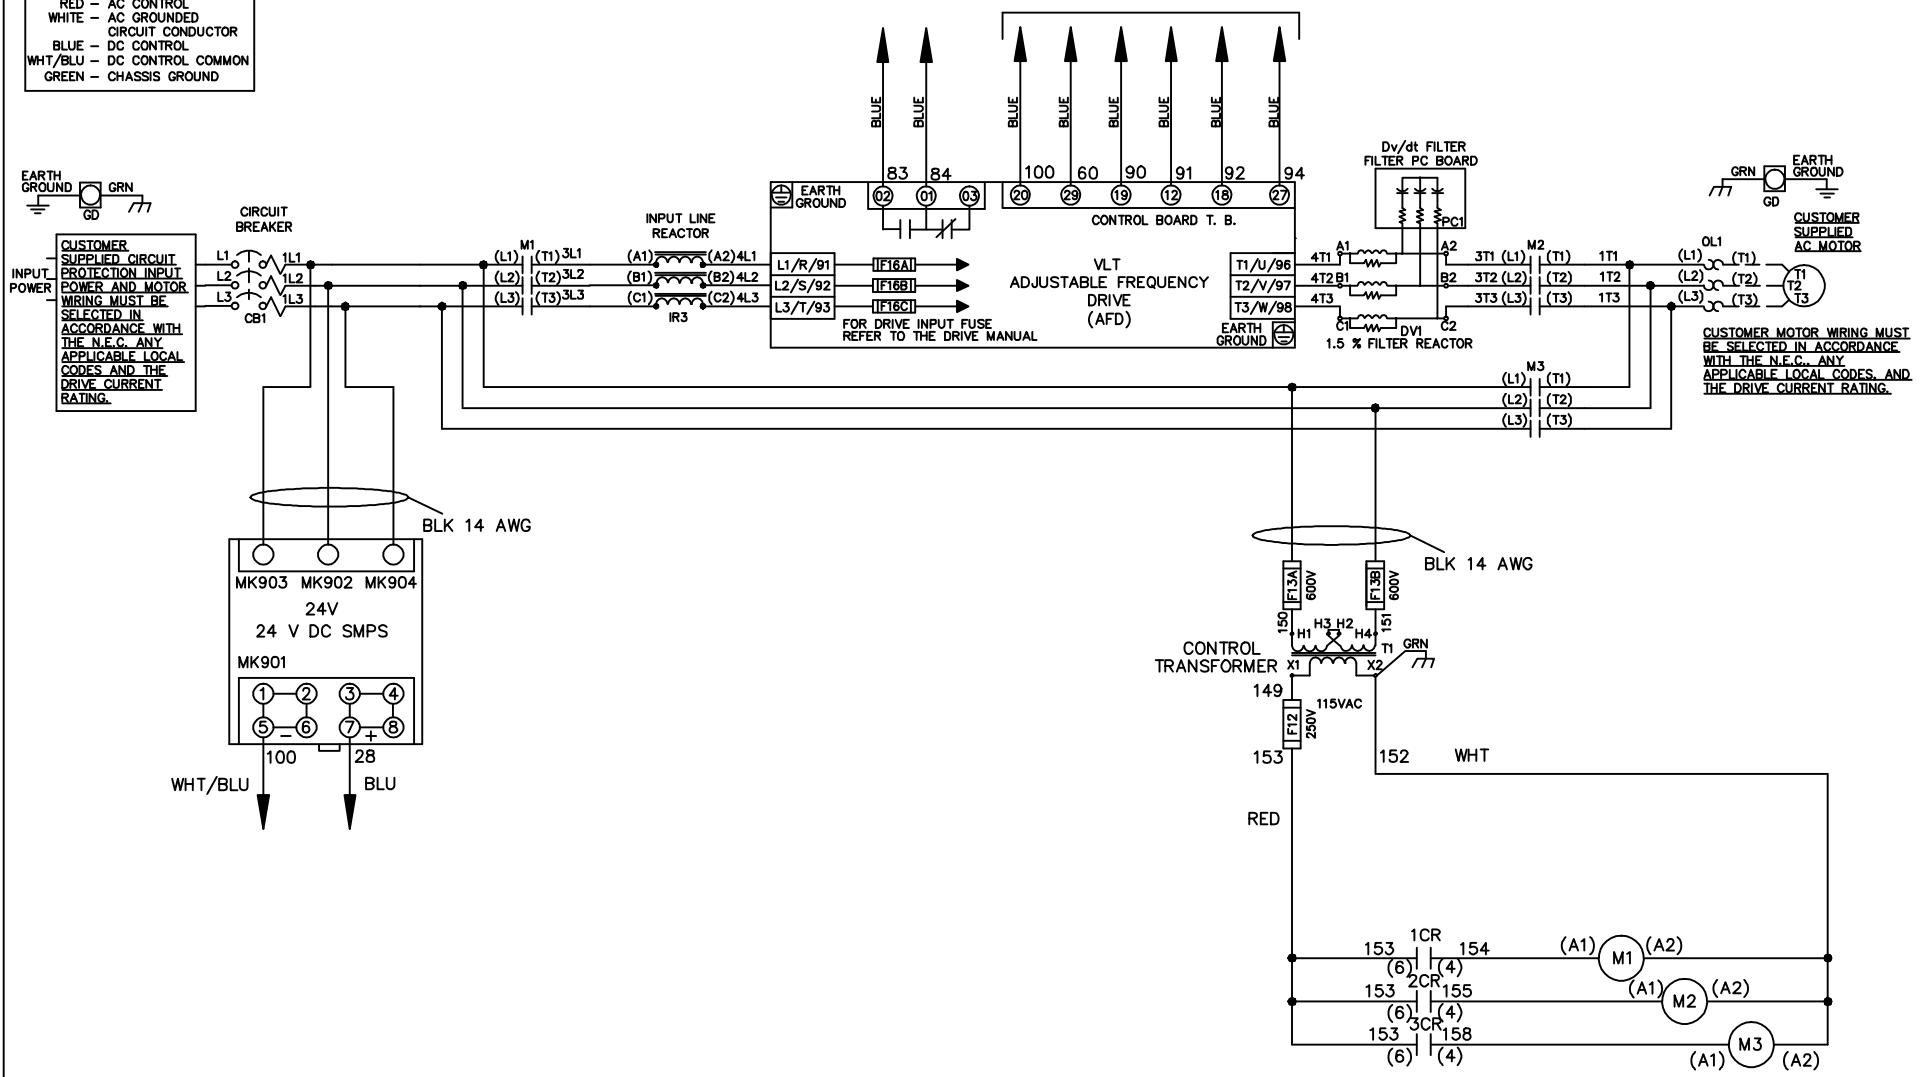 RED - AC CONTROL
WHITE - AC GROUNDED
CIRCUIT CONDUCTOR
BLUE - DC CONTROL
WHT/BLU - DC CONTROL COMMON
GREEN - CHASSIS GROUND
BLUE
BLUE
BLUE
BLUE
BLUE
BLUE
BLUE
BLUE
83
84
100
60
90
91
92
94
EARTH
GROUND
GRN
GD
CIRCUIT
BREAKER
INPUT LINE
REACTOR
EARTH
GROUND
02
01
03
20
29
19
12
18
27
CONTROL BOARD T. B.
Dv/dt FILTER
FILTER PC BOARD
PC1
GRN
EARTH
GROUND
GD
CUSTOMER
SUPPLIED
AC MOTOR
INPUT
POWER
CUSTOMER
SUPPLIED CIRCUIT
PROTECTION INPUT
POWER AND MOTOR
WIRING MUST BE
SELECTED IN
ACCORDANCE WITH
THE N.E.C. ANY
APPLICABLE LOCAL
CODES AND THE
DRIVE CURRENT
RATING.
L1
1L1
L2
1L2
L3
1L3
CB1
M1
(L1) (T1) 3L1
(L2) (T2) 3L2
(L3) (T3) 3L3
(A1) (A2) 4L1
(B1) (B2) 4L2
(C1) (C2) 4L3
IR3
L1/R/91
L2/S/92
L3/T/93
F16A
F16B
F16C
FOR DRIVE INPUT FUSE
REFER TO THE DRIVE MANUAL
VLT
ADJUSTABLE FREQUENCY
DRIVE
(AFD)
T1/U/96
T2/V/97
T3/W/98
EARTH
GROUND
4T1 A1 A2
4T2 B1 B2
4T3
C1 DV1 C2
1.5 % FILTER REACTOR
M2
3T1 (L1) (T1) 1T1
3T2 (L2) (T2) 1T2
3T3 (L3) (T3) 1T3
OL1
(L1) (T1)
(L2) (T2)
(L3) (T3)
T1
T2
T3
CUSTOMER MOTOR WIRING MUST
BE SELECTED IN ACCORDANCE
WITH THE N.E.C., ANY
APPLICABLE LOCAL CODES, AND
THE DRIVE CURRENT RATING.
M3
(L1) (T1)
(L2) (T2)
(L3) (T3)
BLK 14 AWG
MK903 MK902 MK904
24V
24 V DC SMPS
MK901
1 2 3 4
5 6 7 8
- +
100
28
WHT/BLU
BLU
BLK 14 AWG
F13A
600V
F13B
600V
150
151
H1 H3 H2 H4
T1
GRN
CONTROL
TRANSFORMER
X1
X2
149
115VAC
F12
250V
153
152
WHT
RED
1CR
153 154
(6) (4)
(A1) M1 (A2)
2CR
153 155
(6) (4)
(A1) M2 (A2)
3CR
153 158
(6) (4)
(A1) M3 (A2)